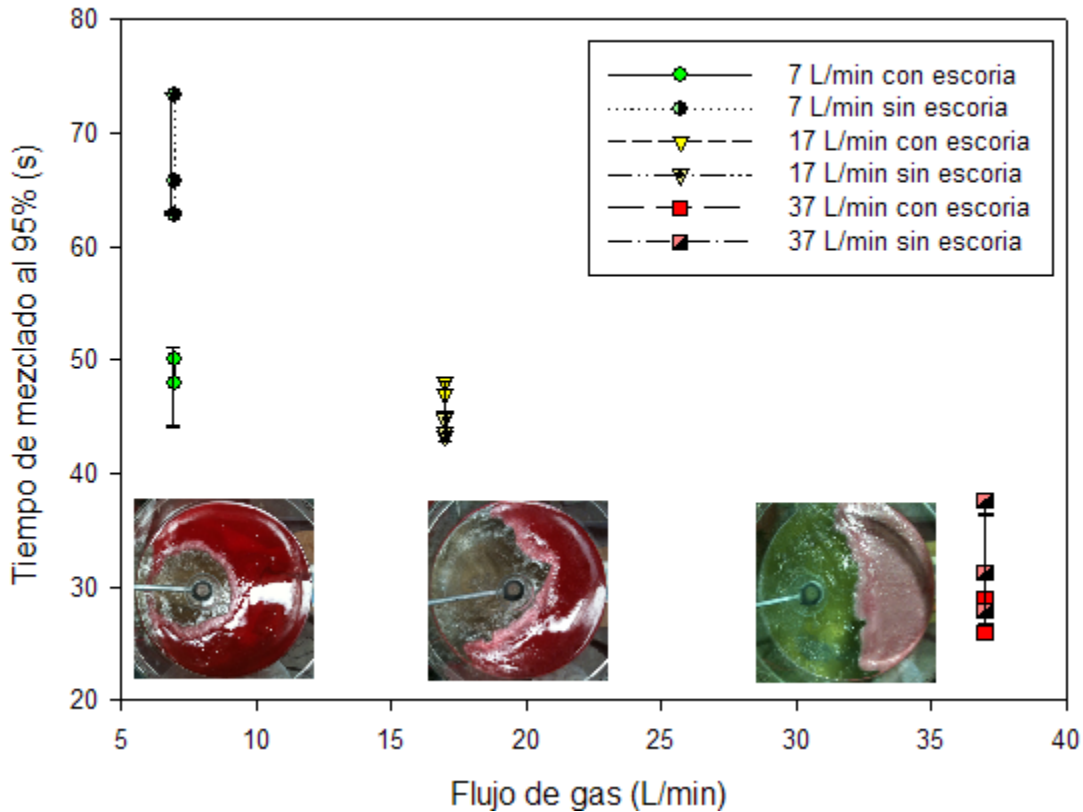 80
70
60
50
40
30
20
Tiempo de mezclado al 95% (s)
7 L/min con escoria
7 L/min sin escoria
17 L/min con escoria
17 L/min sin escoria
37 L/min con escoria
37 L/min sin escoria
5 10 15 20 25 30 35 40
Flujo de gas (L/min)